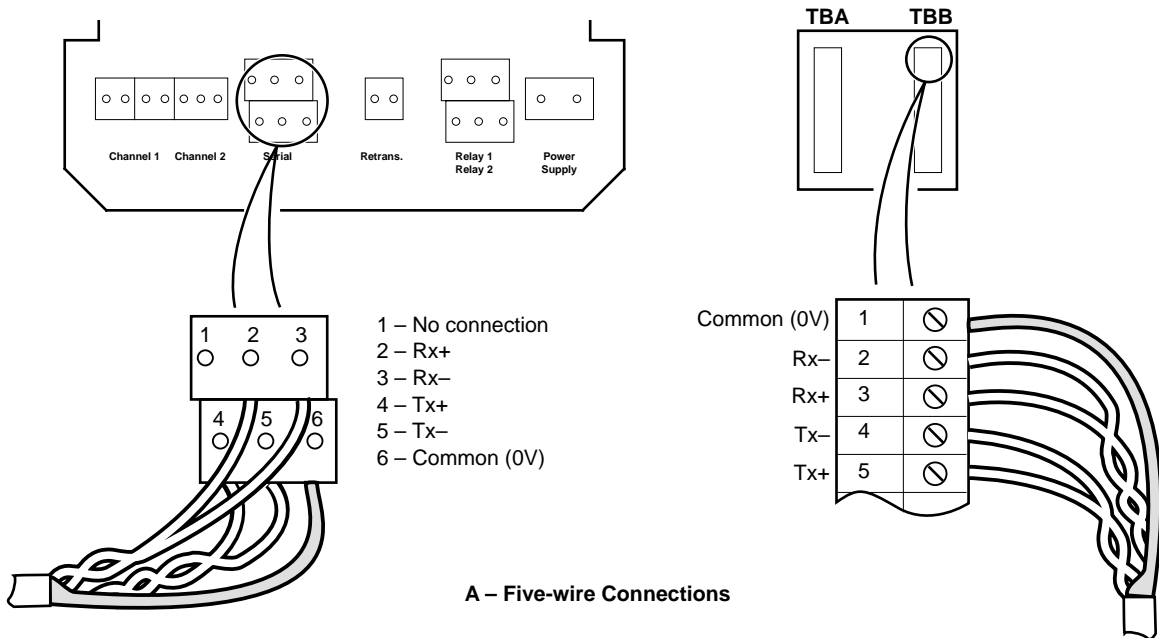 TBA TBB
Channel 1 Channel 2 Serial Retrans. Relay 1 Power
Relay 2 Supply
1 2 3
4 5 6
1 – No connection
2 – Rx+
3 – Rx–
4 – Tx+
5 – Tx–
6 – Common (0V)
Common (0V) 1
Rx– 2
Rx+ 3
Tx– 4
Tx+ 5
A – Five-wire Connections